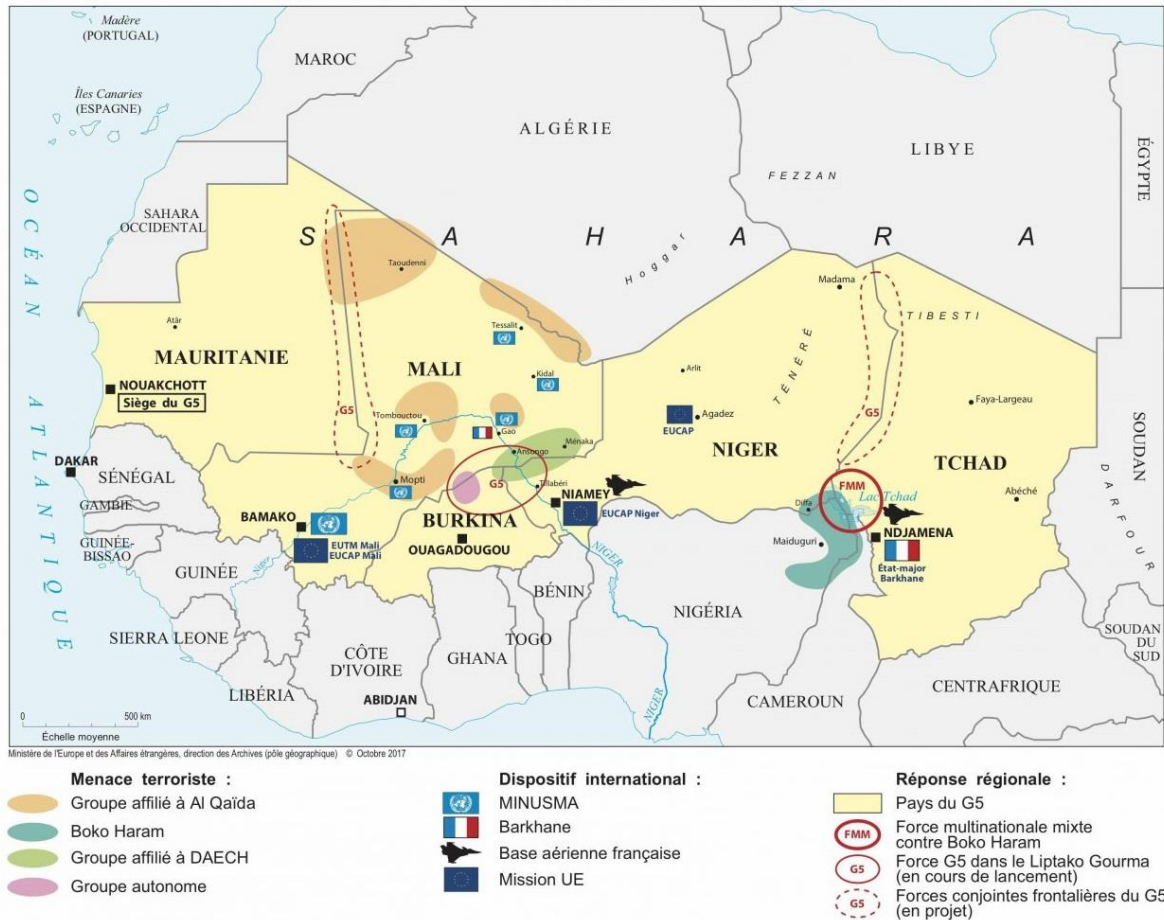 Madère
(PORTUGAL)
Îles Canaries
(ESPAGNE)
MAROC
ALGÉRIE
LIBYE
ÉGYPTE
FEZZAN
SAHARA
OCCIDENTAL
OCÉAN ATLANTIQUE
S A H A R A
Hoggar
Taoudenni
Madama
TIBESTI
Atâr
Tessalit
MAURITANIE
MALI
TÉNÉRÉ
Kidal
Arlit
NOUAKCHOTT
Siège du G5
G5
Tombouctou
Gao
EUCAP
Agadez
G5
Faya-Largeau
SOUDAN
Ménaka
Ansongo
NIGER
TCHAD
DAKAR
SÉNÉGAL
Mopti
G5
Tillabéri
FMM
Lac Tchad
Abéché
DARFOUR
GAMBIE
NIAMEY
EUCAP Niger
Diffa
GUINÉE-
BISSAO
BAMAKO
BURKINA
NDJAMENA
EUTM Mali
EUCAP Mali
OUAGADOUGOU
Maiduguri
État-major
Barkhane
Niger
NIGER
GUINÉE
BÉNIN
NIGÉRIA
SIERRA LEONE
CÔTE
D'IVOIRE
GHANA
TOGO
SOUDAN
DU
SUD
LIBÉRIA
CENTRAFRIQUE
ABIDJAN
NIGER
CAMEROUN
0 500 km
Échelle moyenne
Ministère de l'Europe et des Affaires étrangères, direction des Archives (pôle géographique) © Octobre 2017
Menace terroriste :
Groupe affilié à Al Qaïda
Boko Haram
Groupe affilié à DAECH
Groupe autonome
Dispositif international :
MINUSMA
Barkhane
Base aérienne française
Mission UE
Réponse régionale :
Pays du G5
FMM
Force multinationale mixte
contre Boko Haram
G5
Force G5 dans le Liptako Gourma
(en cours de lancement)
G5
Forces conjointes frontalières du G5
(en projet)